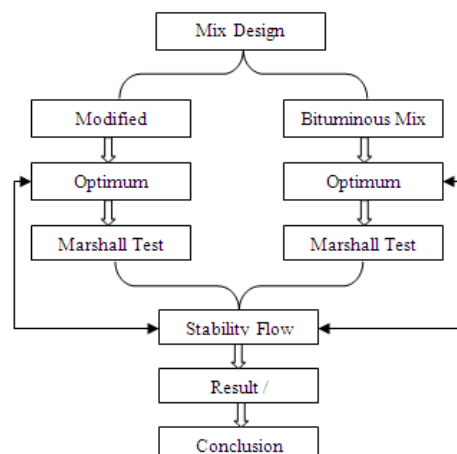 Mix Design
Modified
Bituminous Mix
Optimum
Optimum
Marshall Test
Marshall Test
Stability Flow
Result /
Conclusion